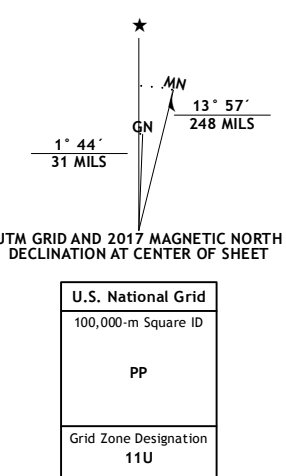 ★
MN
13° 57´
248 MILS
GN
1° 44´
31 MILS
UTM GRID AND 2017 MAGNETIC NORTH
DECLINATION AT CENTER OF SHEET
U.S. National Grid
100,000-m Square ID
PP
Grid Zone Designation
11U